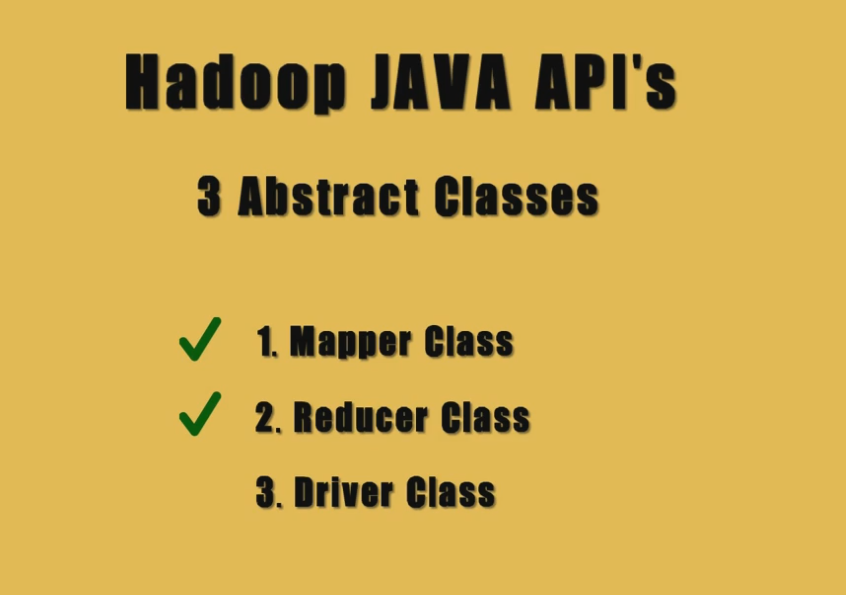 Hadoop JAVA API's
3 Abstract Classes
1. Mapper Class
2. Reducer Class
3. Driver Class